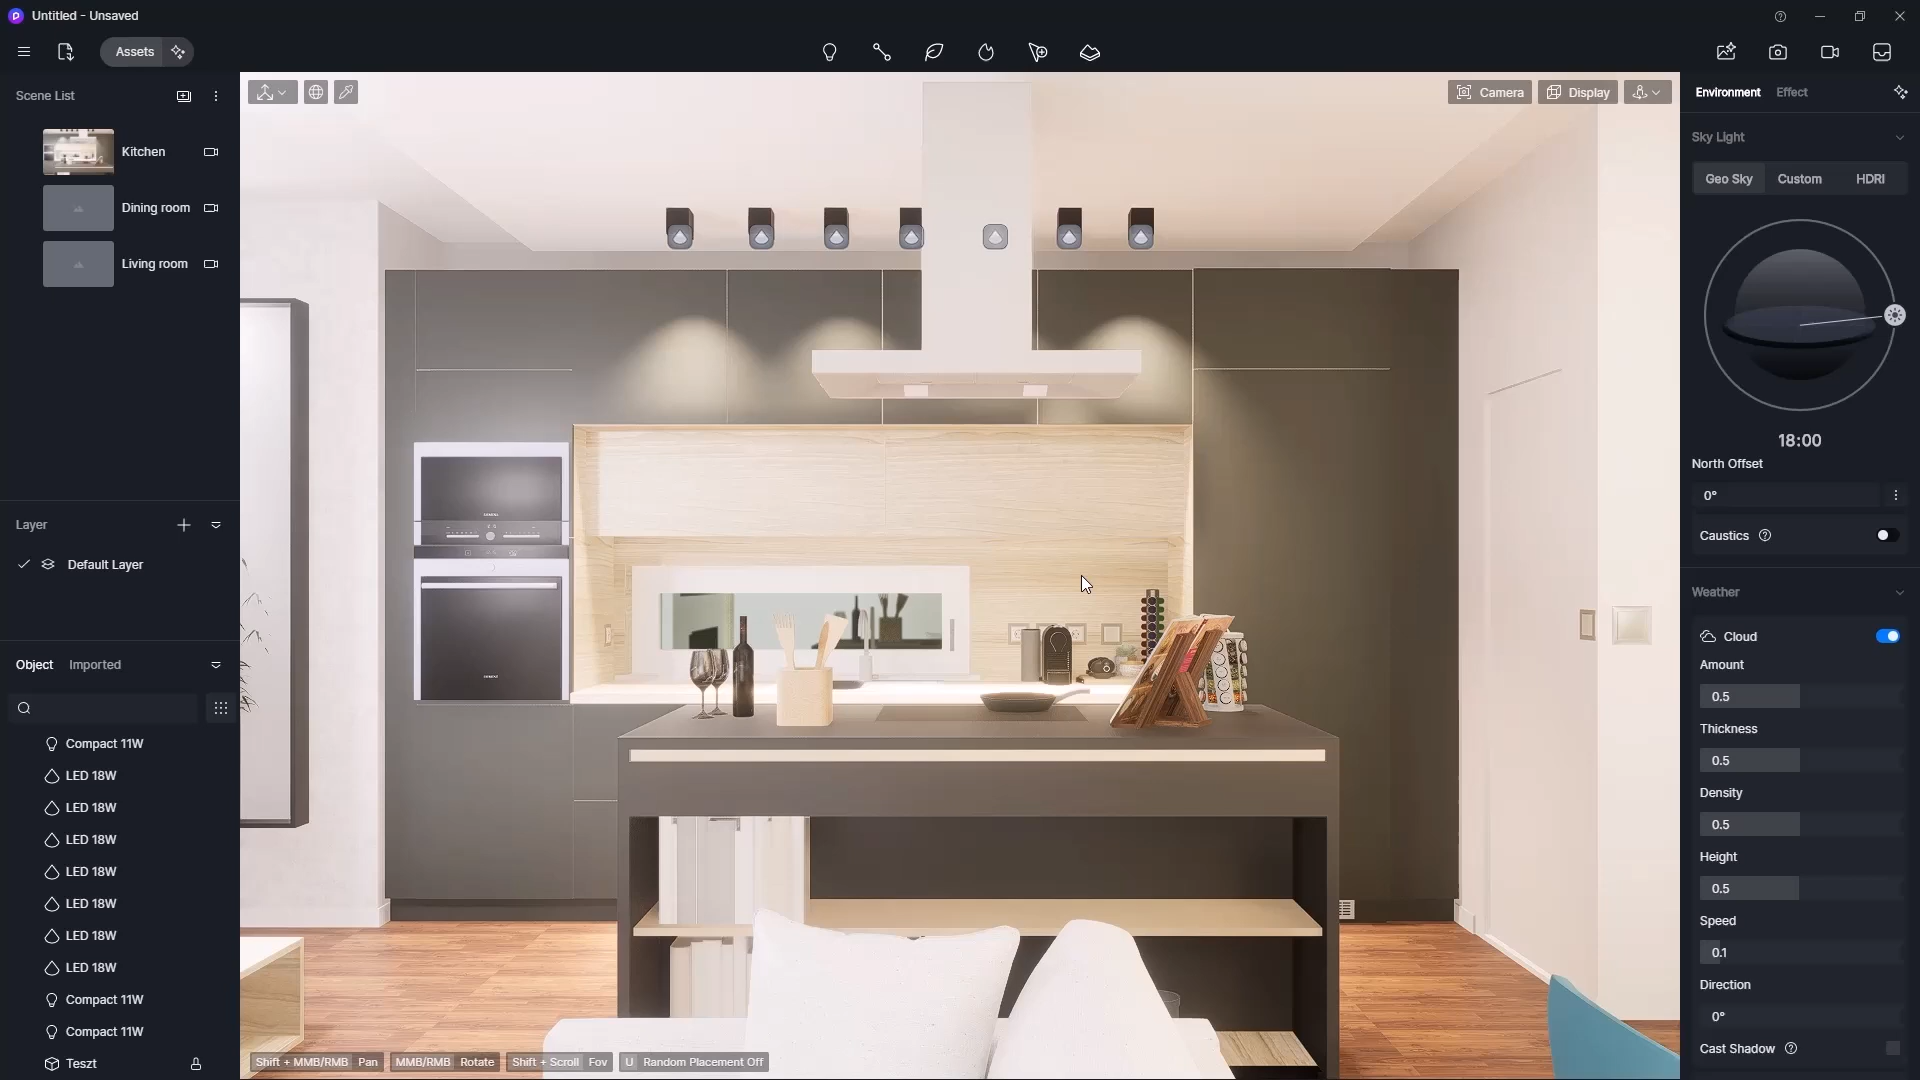 Untitled - Unsaved
Assets
Scene List
Kitchen
Dining room
Living room
Layer
Default Layer
Object
Imported
Compact 11W
LED 18W
LED 18W
LED 18W
LED 18W
LED 18W
LED 18W
LED 18W
Compact 11W
Compact 11W
Teszt
Camera
Display
Shift + MMB/RMB Pan
MMB/RMB Rotate
Shift + Scroll Fov
U Random Placement Off
Environment
Effect
Sky Light
Geo Sky
Custom
HDRI
18:00
North Offset
0°
Caustics
Weather
Cloud
Amount
0.5
Thickness
0.5
Density
0.5
Height
0.5
Speed
0.1
Direction
0°
Cast Shadow